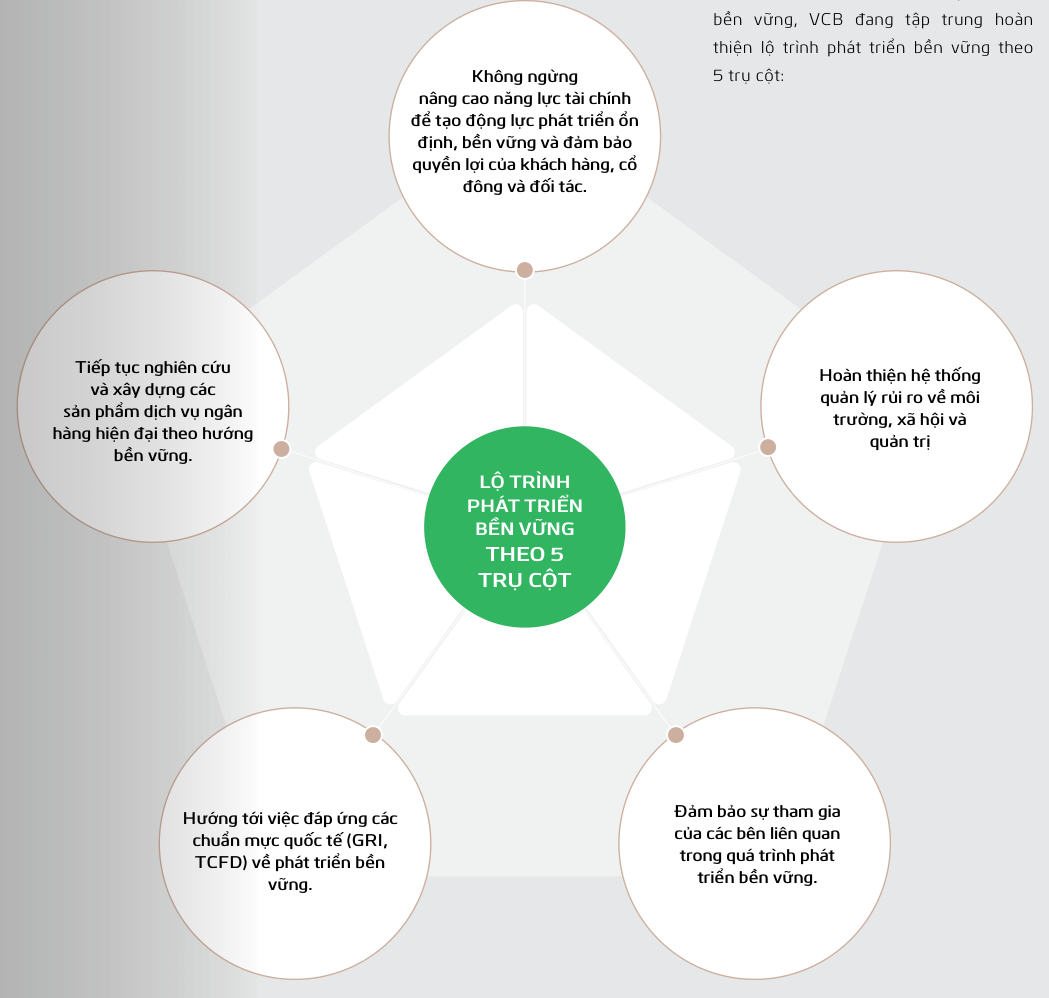 bền vững, VCB đang tập trung hoàn
thiện lộ trình phát triển bền vững theo
5 trụ cột:
Không ngừng
nâng cao năng lực tài chính
để tạo động lực phát triển ổn
định, bền vững và đảm bảo
quyền lợi của khách hàng, cổ
đông và đối tác.
Tiếp tục nghiên cứu
và xây dựng các
sản phẩm dịch vụ ngân
hàng hiện đại theo hướng
bền vững.
Hoàn thiện hệ thống
quản lý rủi ro về môi
trường, xã hội và
quản trị
LỘ TRÌNH
PHÁT TRIỂN
BỀN VỮNG
THEO 5
TRỤ CỘT
Hướng tới việc đáp ứng các
chuẩn mực quốc tế (GRI,
TCFD) về phát triển bền
vững.
Đảm bảo sự tham gia
của các bên liên quan
trong quá trình phát
triển bền vững.